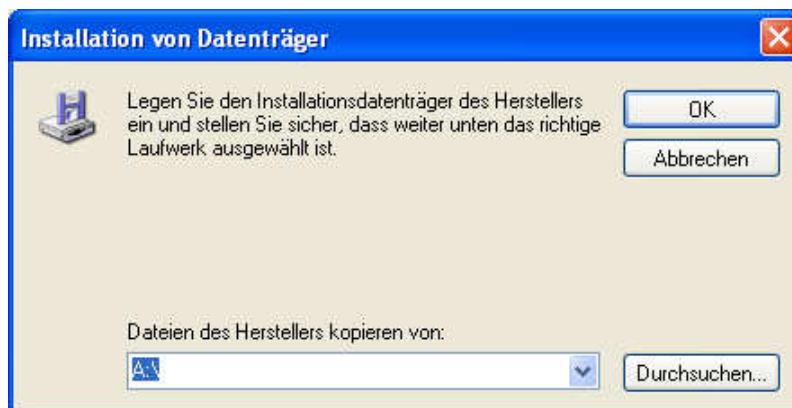 Installation von Datenträger
Legen Sie den Installationsdatenträger des Herstellers
ein und stellen Sie sicher, dass weiter unten das richtige
Laufwerk ausgewählt ist.
OK
Abbrechen
Dateien des Herstellers kopieren von:
A:\
Durchsuchen...